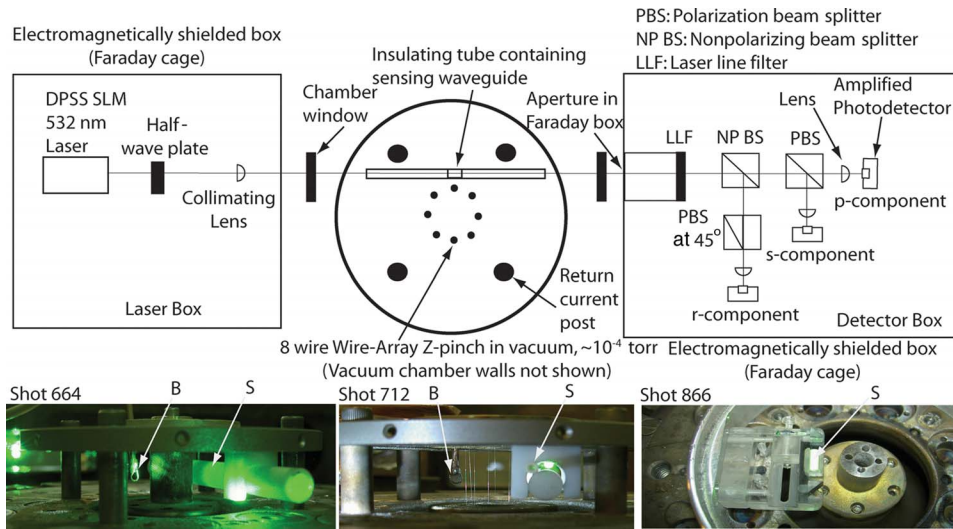 PBS: Polarization beam splitter
NP BS: Nonpolarizing beam splitter
LLF: Laser line filter
Electromagnetically shielded box
(Faraday cage)
Insulating tube containing
sensing waveguide
DPSS SLM
532 nm
Laser
Half-
wave plate
Collimating
Lens
Chamber
window
Aperture in
Faraday box
LLF
NP BS
PBS
Lens
Amplified
Photodetector
p-component
PBS
at 45°
s-component
r-component
Return
current
post
Laser Box
Detector Box
8 wire Wire-Array Z-pinch in vacuum, ~10⁻⁴ torr
(Vacuum chamber walls not shown)
Electromagnetically shielded box
(Faraday cage)
Shot 664
B
S
Shot 712
B
S
Shot 866
S